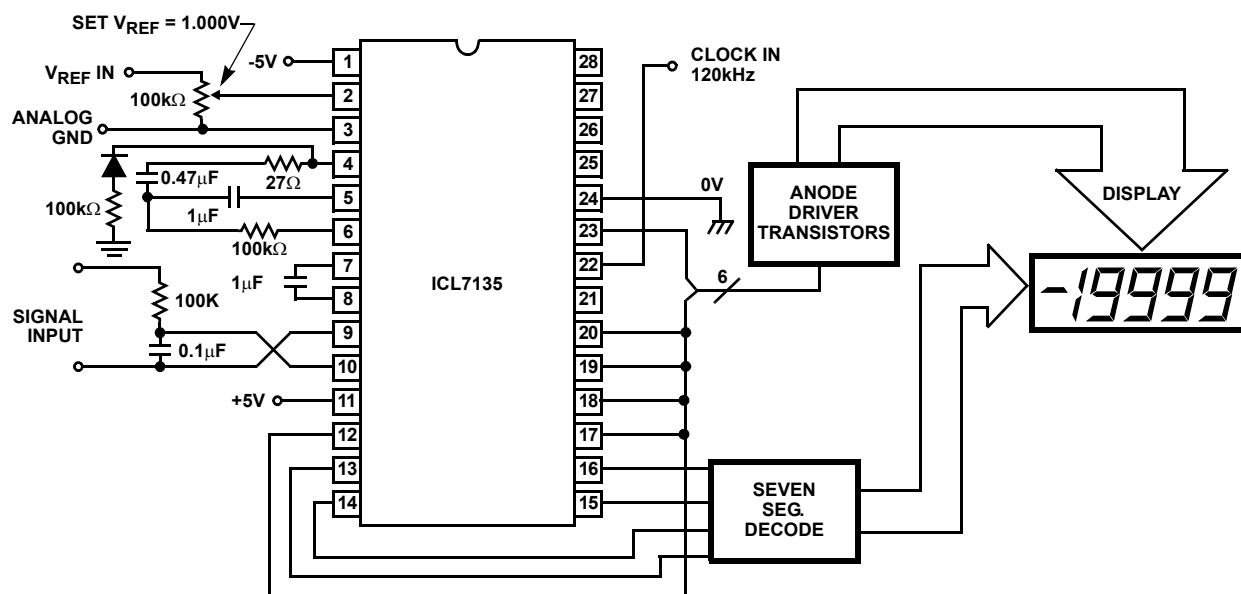 SET VREF = 1.000V
VREF IN
100kΩ
ANALOG
GND
-5V
0.47μF
27Ω
100kΩ
1μF
100kΩ
1μF
SIGNAL
INPUT
100K
0.1μF
+5V
1
2
3
4
5
6
7
8
9
10
11
12
13
14
ICL7135
28
27
26
25
24
23
22
21
20
19
18
17
16
15
CLOCK IN
120kHz
0V
6
ANODE
DRIVER
TRANSISTORS
DISPLAY
-19999
SEVEN
SEG.
DECODE